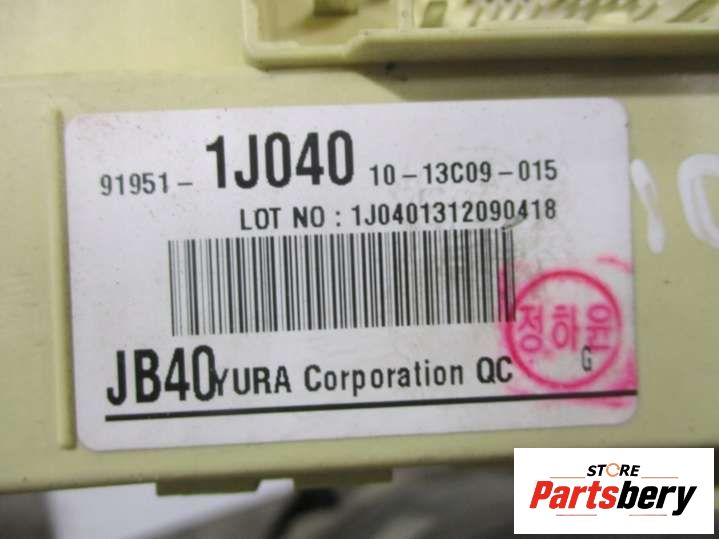 91951- 1J040 10-13C09-015
LOT NO : 1J0401312090418
정하윤
JB40 YURA Corporation QC G
STORE
Partsbery